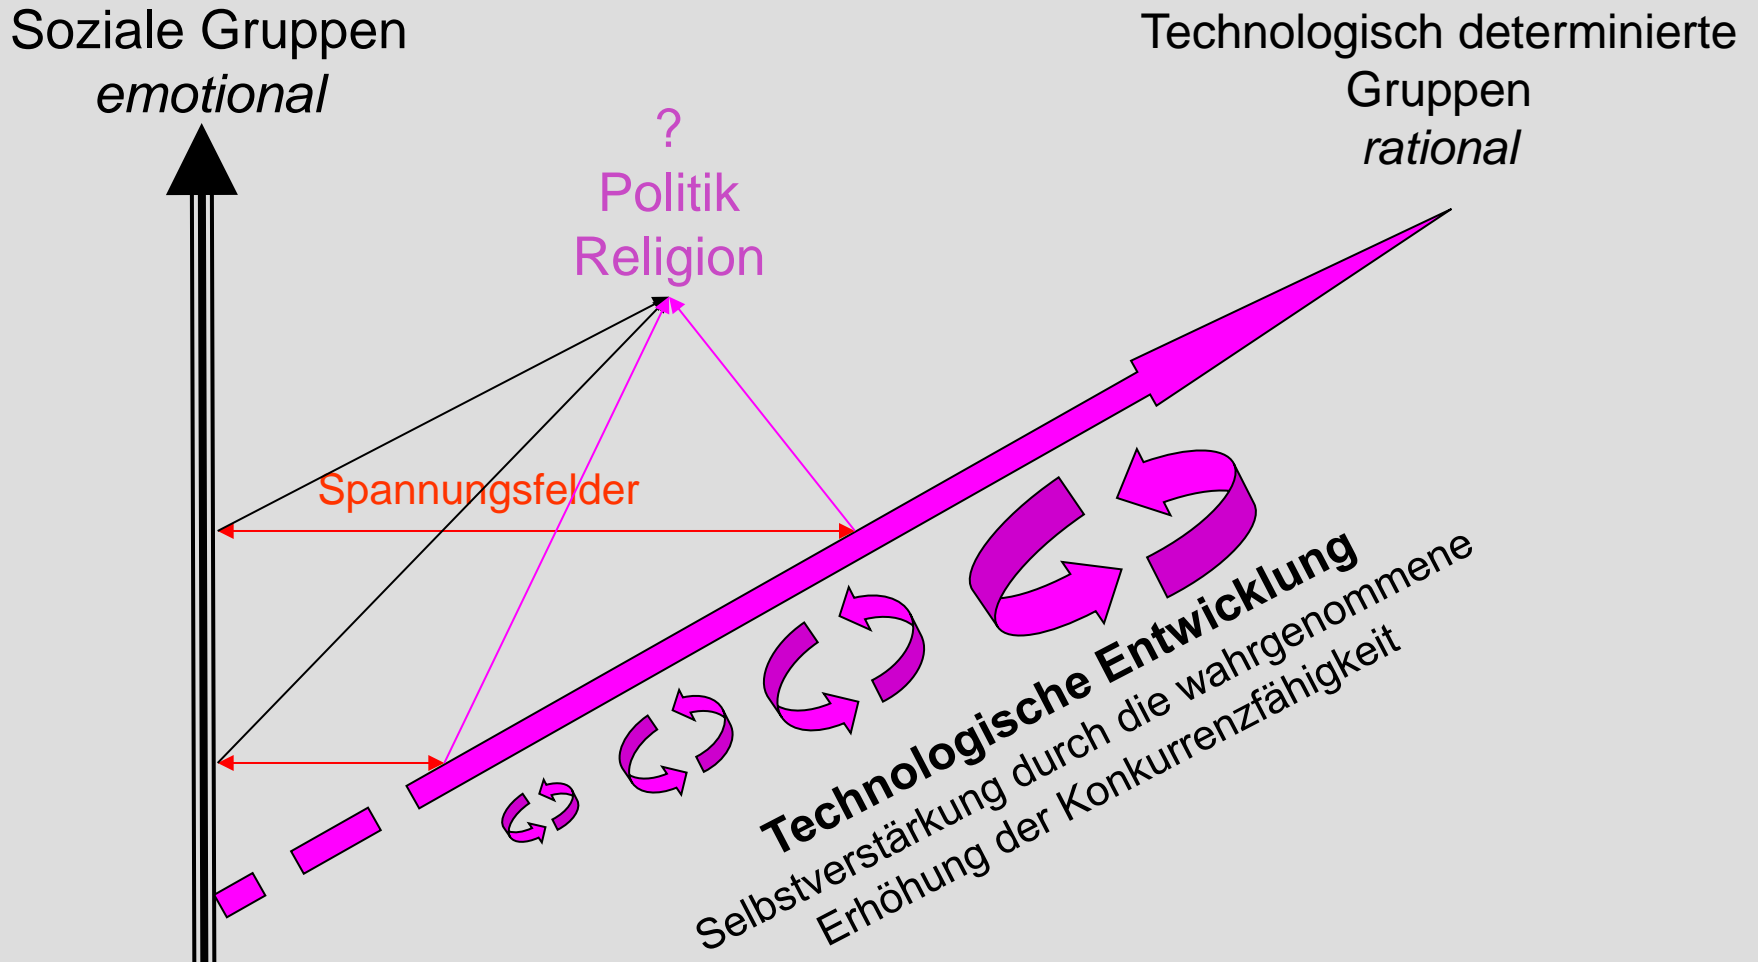 Soziale Gruppen
emotional
Technologisch determinierte
Gruppen
rational
?
Politik
Religion
Spannungsfelder
Technologische Entwicklung
Selbstverstärkung durch die wahrgenommene
Erhöhung der Konkurrenzfähigkeit